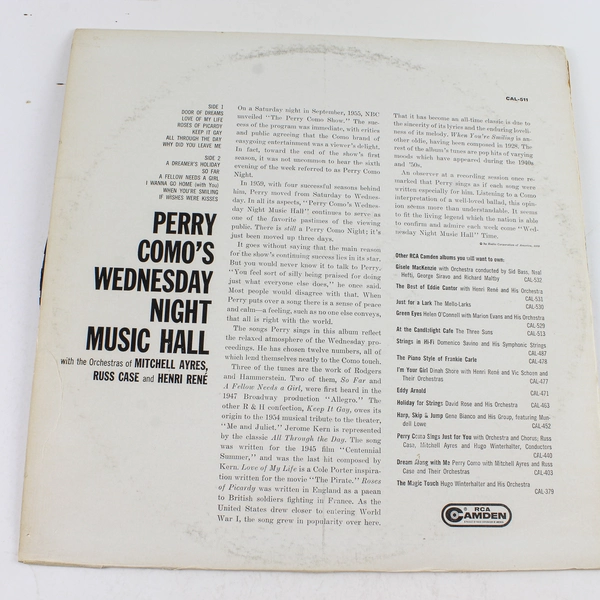 SIDE 1
DOOR OF DREAMS
LOVE OF MY LIFE
ROSES OF PICARDY
KEEP IT GAY
ALL THROUGH THE DAY
WHY DID YOU LEAVE ME
SIDE 2
A DREAMER'S HOLIDAY
SO FAR
A FELLOW NEEDS A GIRL
I WANNA GO HOME (with You)
WHEN YOU'RE SMILING
IF WISHES WERE KISSES
PERRY
COMO'S
WEDNESDAY
NIGHT
MUSIC HALL
with the Orchestras of MITCHELL AYRES,
RUSS CASE and HENRI RENÉ
On a Saturday night in September, 1955, NBC
unveiled "The Perry Como Show." The suc-
cess of the program was immediate, with critics
and public agreeing that the Como brand of
easygoing entertainment was a viewer's delight.
In fact, toward the end of the show's first
season, it was not uncommon to hear the sixth
evening of the week referred to as Perry Como
Night.
In 1959, with four successful seasons behind
him, Perry moved from Saturday to Wednes-
day. In all its aspects, "Perry Como's Wednes-
day Night Music Hall" continues to serve as
one of the favorite pastimes of the viewing
public. There is still a Perry Como Night; it's
just been moved up three days.
It goes without saying that the main reason
for the show's continuing success lies in its star.
But you would never know it to talk to Perry.
"You feel sort of silly being praised for doing
just what everyone else does," he once said.
Most people would disagree with that. When
Perry puts over a song there is a sense of peace
and calm—a feeling, such as no one else conveys,
that all is right with the world.
The songs Perry sings in this album reflect
the relaxed atmosphere of the Wednesday pro-
ceedings. He has chosen twelve numbers, all of
which lend themselves neatly to the Como touch.
Three of the tunes are the work of Rodgers
and Hammerstein. Two of them, So Far and
A Fellow Needs a Girl, were first heard in the
1947 Broadway production "Allegro." The
other R & H confection, Keep It Gay, owes its
origin to the 1954 musical tribute to the theater,
"Me and Juliet." Jerome Kern is represented
by the classic All Through the Day. The song
was written for the 1945 film "Centennial
Summer," and was the last hit composed by
Kern. Love of My Life is a Cole Porter inspira-
tion written for the movie "The Pirate." Roses
of Picardy was written in England as a paean
to British soldiers fighting in France. As the
United States drew closer to entering World
War I, the song grew in popularity over here.
CAL-511
That it has become an all-time classic is due to
the sincerity of its lyrics and the enduring loveli-
ness of its melody. When You're Smiling is an-
other oldie, having been composed in 1928. The
rest of the album's tunes are pop hits of varying
moods which have appeared during the 1940s
and '50s.
An observer at a recording session once re-
marked that Perry sings as if each song were
written especially for him. Listening to a Como
interpretation of a well-loved ballad, this opin-
ion seems more than understandable. It seems
to fit the living legend which the nation is able
to confirm and admire each week some "Wed-
nesday Night Music Hall" Time.
Other RCA Camden albums you will want to own:
Gisele MacKenzie with Orchestra conducted by Sid Bass, Neal
Hefti, George Siravo and Richard Maltby CAL-532
The Best of Eddie Cantor with Henri René and His Orchestra
CAL-531
Just for a Lark The Mello-Larks CAL-530
Green Eyes Helen O'Connell with Marion Evans and His Orchestra
CAL-529
At the Candlelight Cafe The Three Suns CAL-513
Strings in Hi-Fi Domenico Savino and His Symphonic Strings
CAL-487
The Piano Style of Frankie Carle CAL-478
I'm Your Girl Dinah Shore with Henri René and Vic Schoen and
Their Orchestras CAL-477
Eddy Arnold CAL-471
Holiday for Strings David Rose and His Orchestra CAL-463
Harp, Skip & Jump Gene Bianco and His Group, featuring Mun-
dell Lowe CAL-452
Perry Como Sings Just for You with Orchestra and Chorus; Russ
Case, Mitchell Ayres and Hugo Winterhalter, Conductors
CAL-440
Dream Along with Me Perry Como with Mitchell Ayres and Russ
Case and Their Orchestras CAL-403
The Magic Touch Hugo Winterhalter and His Orchestra
CAL-379
RCA
CAMDEN